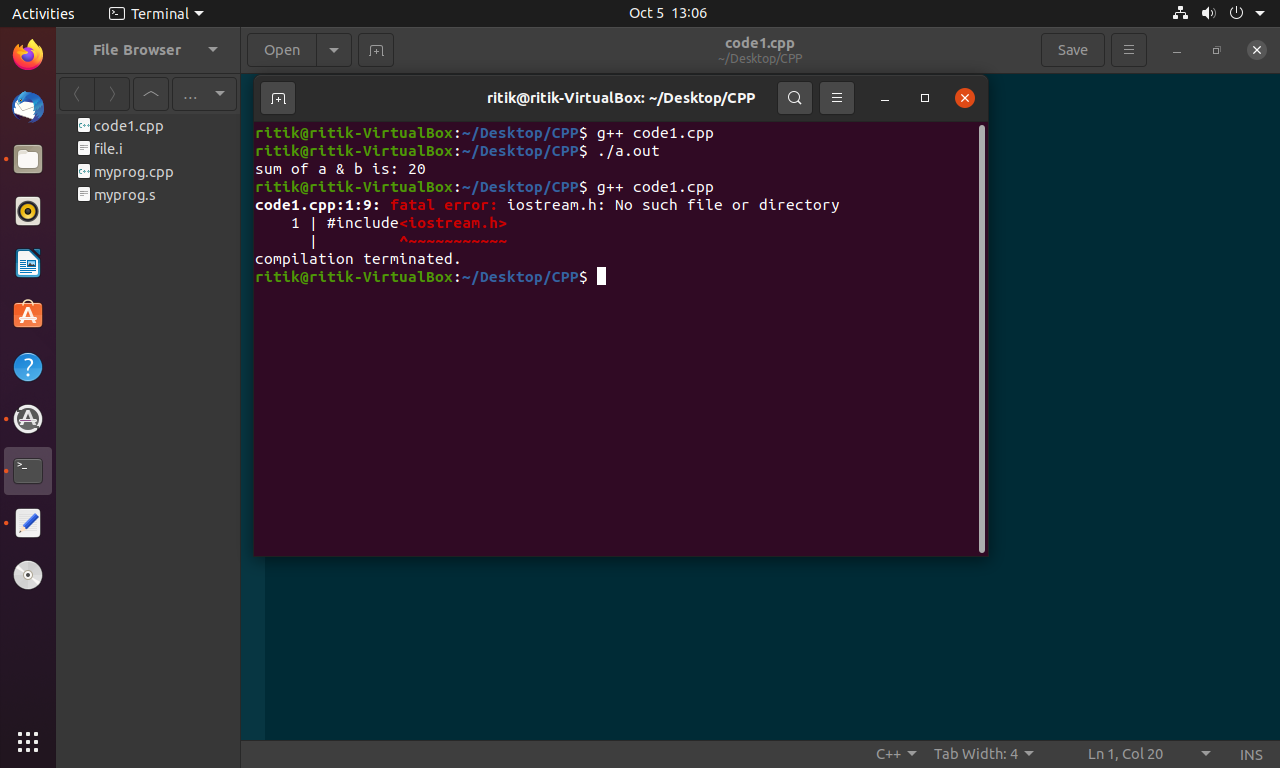 Activities Terminal Oct 5 13:06
File Browser Open code1.cpp Save
~/Desktop/CPP
...
code1.cpp
file.i
myprog.cpp
myprog.s
ritik@ritik-VirtualBox: ~/Desktop/CPP
ritik@ritik-VirtualBox:~/Desktop/CPP$ g++ code1.cpp
ritik@ritik-VirtualBox:~/Desktop/CPP$ ./a.out
sum of a & b is: 20
ritik@ritik-VirtualBox:~/Desktop/CPP$ g++ code1.cpp
code1.cpp:1:9: fatal error: iostream.h: No such file or directory
    1 | #include<iostream.h>
      |         ^~~~~~~~~~~~
compilation terminated.
ritik@ritik-VirtualBox:~/Desktop/CPP$
C++ Tab Width: 4 Ln 1, Col 20 INS